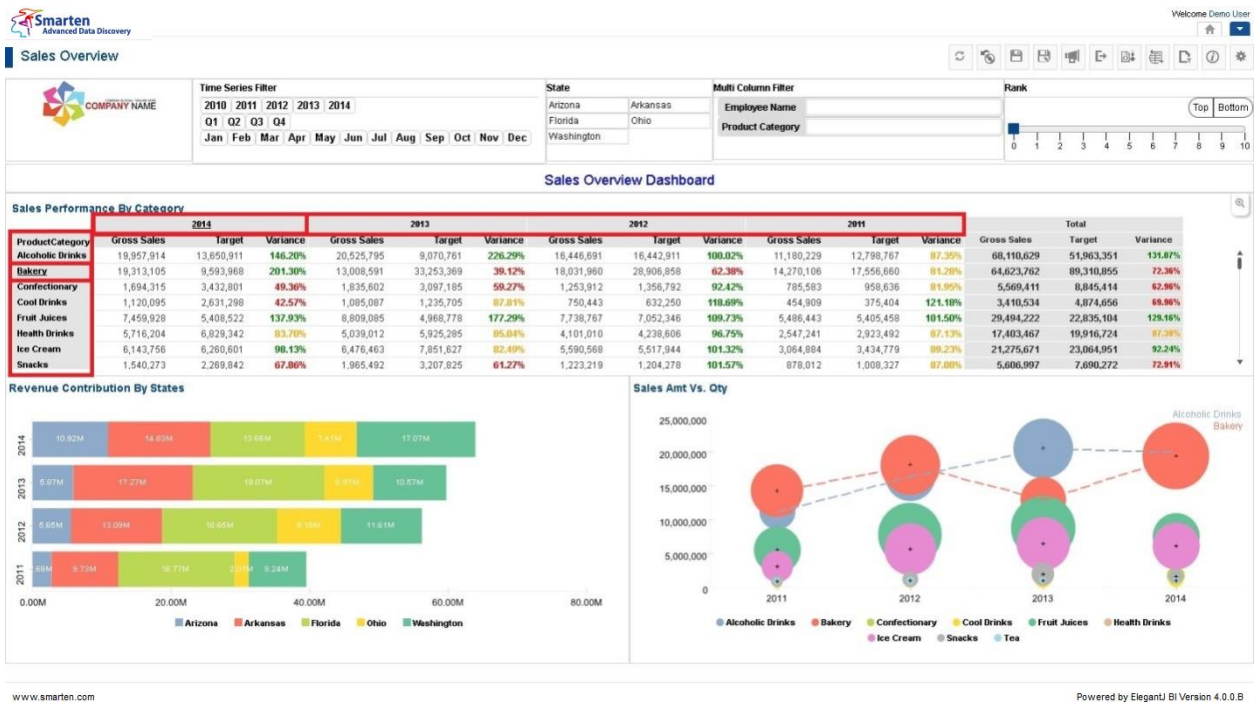 Smarten
Advanced Data Discovery
Welcome Demo User
Sales Overview
COMPANY NAME
Time Series Filter
2010 2011 2012 2013 2014
Q1 Q2 Q3 Q4
Jan Feb Mar Apr May Jun Jul Aug Sep Oct Nov Dec
State
Arizona Arkansas
Florida Ohio
Washington
Multi Column Filter
Employee Name
Product Category
Rank
Top Bottom
0 1 2 3 4 5 6 7 8 9 10
Sales Overview Dashboard
Sales Performance By Category
2014 2013 2012 2011 Total
ProductCategory Gross Sales Target Variance Gross Sales Target Variance Gross Sales Target Variance Gross Sales Target Variance Gross Sales Target Variance
Alcoholic Drinks 19,957,914 13,650,911 146.20% 20,525,795 9,070,761 226.29% 16,446,691 16,442,911 100.02% 11,180,229 12,798,767 87.35% 68,110,629 51,963,351 131.07%
Bakery 19,313,105 9,593,968 201.30% 13,008,591 33,253,369 39.12% 18,031,960 28,906,858 62.38% 14,270,106 17,556,660 81.28% 64,623,762 89,310,855 72.36%
Confectionary 1,694,315 3,432,801 49.36% 1,835,602 3,097,185 59.27% 1,253,912 1,356,792 92.42% 785,583 958,636 81.95% 5,569,411 8,845,414 62.96%
Cool Drinks 1,120,095 2,631,298 42.57% 1,085,087 1,235,705 87.81% 750,443 632,250 118.69% 454,909 375,404 121.18% 3,410,534 4,874,656 69.96%
Fruit Juices 7,459,928 5,408,522 137.93% 8,809,085 4,968,778 177.29% 7,738,767 7,052,346 109.73% 5,486,443 5,405,458 101.50% 29,494,222 22,835,104 129.16%
Health Drinks 5,716,204 6,829,342 83.70% 5,039,012 5,925,285 85.04% 4,101,010 4,238,606 96.75% 2,547,241 2,923,492 87.13% 17,403,467 19,916,724 87.38%
Ice Cream 6,143,756 6,260,601 98.13% 6,476,463 7,851,627 82.49% 5,590,568 5,517,944 101.32% 3,064,884 3,434,779 89.23% 21,275,671 23,064,951 92.24%
Snacks 1,540,273 2,269,842 67.86% 1,965,492 3,207,825 61.27% 1,223,219 1,204,278 101.57% 878,012 1,008,327 87.08% 5,606,997 7,690,272 72.91%
Revenue Contribution By States
2014 10.92M 14.83M 13.66M 7.41M 17.07M
2013 5.87M 17.27M 19.07M 10.57M
2012 5.65M 13.09M 16.65M 11.61M
2011 9.73M 16.77M 8.24M
0.00M 20.00M 40.00M 60.00M 80.00M
Arizona Arkansas Florida Ohio Washington
Sales Amt Vs. Qty
Alcoholic Drinks
Bakery
25,000,000
20,000,000
15,000,000
10,000,000
5,000,000
0
2011 2012 2013 2014
Alcoholic Drinks Bakery Confectionary Cool Drinks Fruit Juices Health Drinks
Ice Cream Snacks Tea
www.smarten.com
Powered by ElegantJ BI Version 4.0.0.B